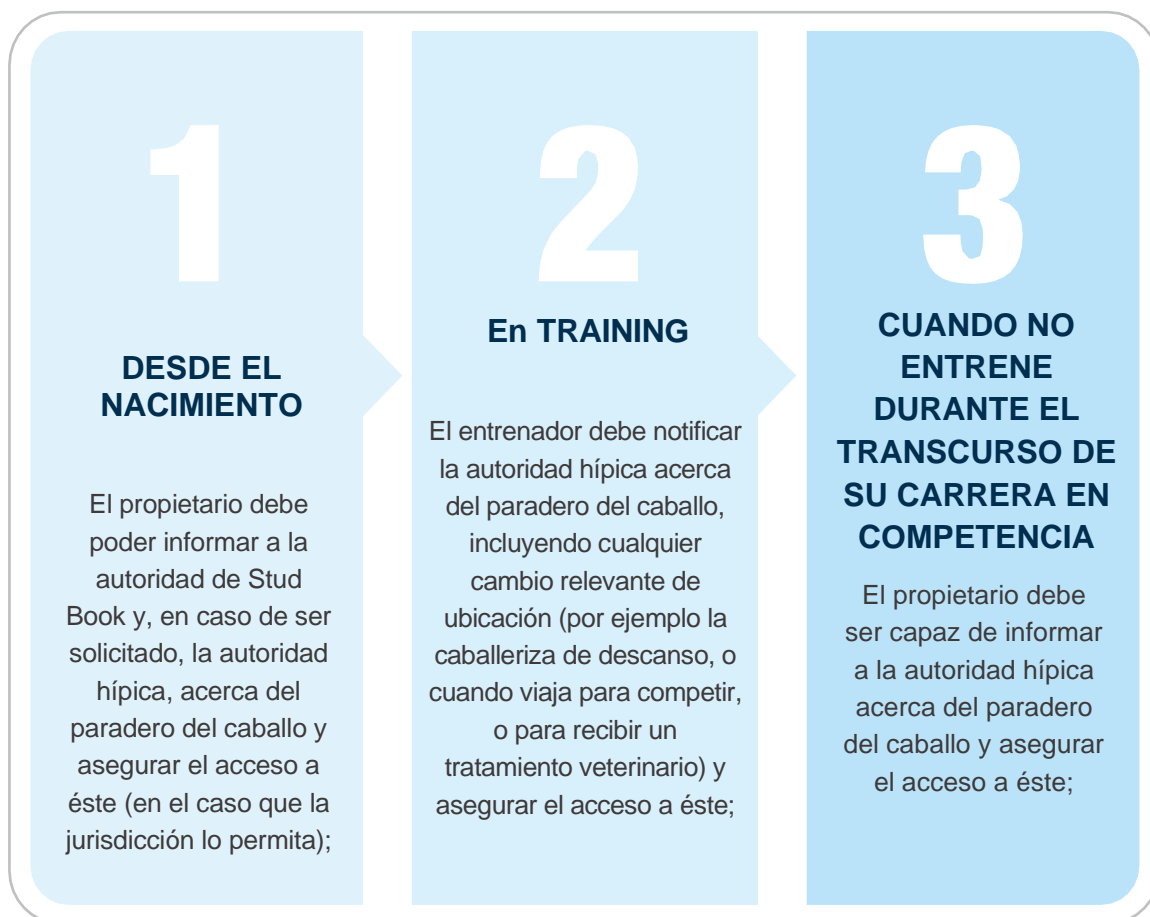 1
DESDE EL
NACIMIENTO
El propietario debe
poder informar a la
autoridad de Stud
Book y, en caso de ser
solicitado, la autoridad
hípica, acerca del
paradero del caballo y
asegurar el acceso a
éste (en el caso que la
jurisdicción lo permita);
2
En TRAINING
El entrenador debe notificar
la autoridad hípica acerca
del paradero del caballo,
incluyendo cualquier
cambio relevante de
ubicación (por ejemplo la
caballeriza de descanso, o
cuando viaja para competir,
o para recibir un
tratamiento veterinario) y
asegurar el acceso a éste;
3
CUANDO NO
ENTRENE
DURANTE EL
TRANSCURSO DE
SU CARRERA EN
COMPETENCIA
El propietario debe
ser capaz de informar
a la autoridad hípica
acerca del paradero
del caballo y asegurar
el acceso a éste;